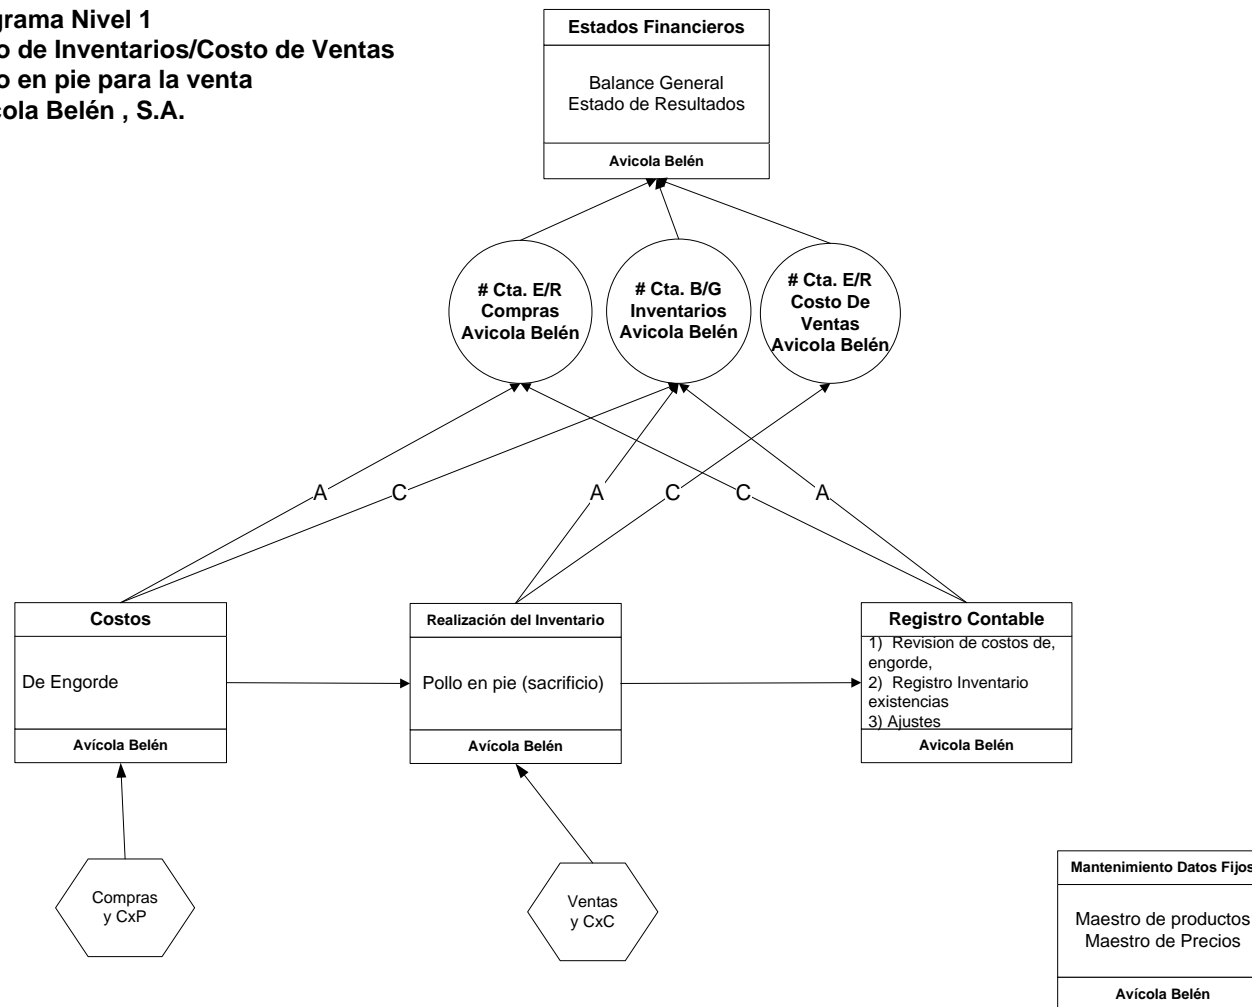 grama Nivel 1
o de Inventarios/Costo de Ventas
o en pie para la venta
cola Belén , S.A.
Estados Financieros
Balance General
Estado de Resultados
Avicola Belén
# Cta. E/R
Compras
Avicola Belén
# Cta. B/G
Inventarios
Avicola Belén
# Cta. E/R
Costo De
Ventas
Avicola Belén
A
C
A
C
C
A
Costos
De Engorde
Avícola Belén
Realización del Inventario
Pollo en pie (sacrificio)
Avícola Belén
Registro Contable
1) Revision de costos de,
engorde,
2) Registro Inventario
existencias
3) Ajustes
Avicola Belén
Compras
y CxP
Ventas
y CxC
Mantenimiento Datos Fijos
Maestro de productos
Maestro de Precios
Avícola Belén